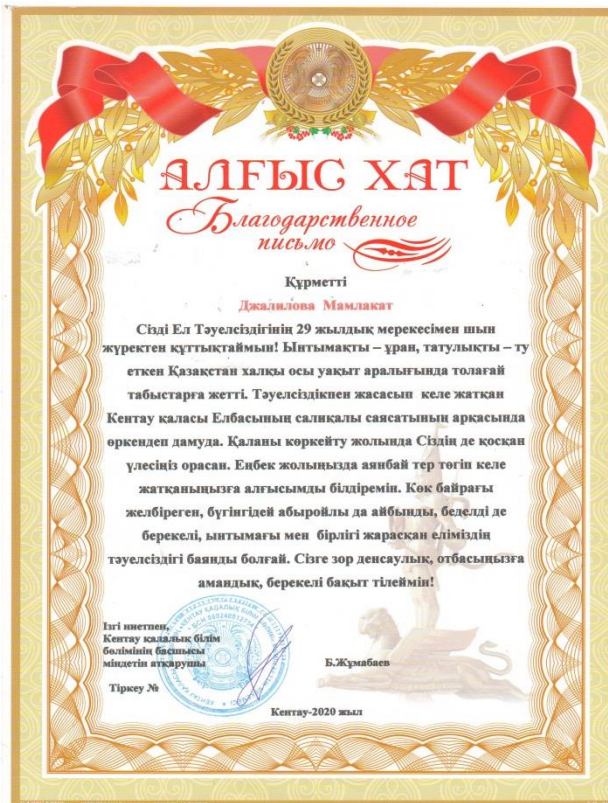 АЛҒЫС ХАТ
Благодарственное
письмо
Құрметті
Джалилова Мамлакат
Сізді Ел Тәуелсіздігінің 29 жылдық мерекесімен шын
жүректен құттықтаймын! Ынтымақты – ұран, татулықты – ту
еткен Қазақстан халқы осы уақыт аралығында толағай
табыстарға жетті. Тәуелсіздікпен жасасып келе жатқан
Кентау қаласы Елбасының салиқалы саясатының арқасында
өркендеп дамуда. Қаланы көркейту жолында Сіздің де қосқан
үлесіңіз орасан. Еңбек жолыңызда аянбай тер төгіп келе
жатқаныңызға алғысымды білдіремін. Көк байрағы
желбіреген, бүгінгідей абыройлы да айбынды, беделді де
берекелі, ынтымағы мен бірлігі жарасқан еліміздің
тәуелсіздігі баянды болғай. Сізге зор денсаулық, отбасыңызға
амандық, берекелі бақыт тілеймін!
Ізгі ниетпен,
Кентау қалалық білім
бөлімінің басшысы
міндетін атқарушы
Б.Жұмабаев
Тіркеу №
Кентау-2020 жыл